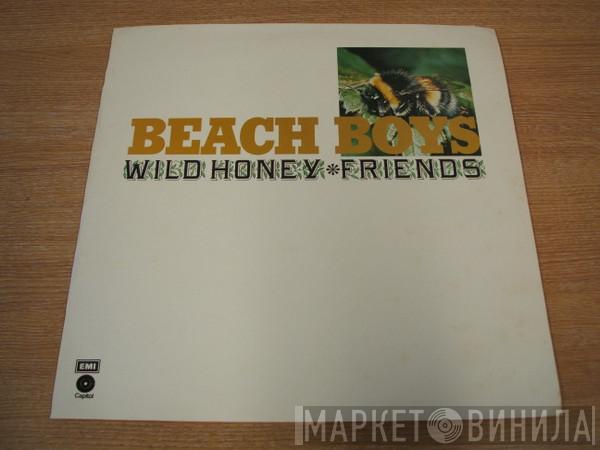 BEACH BOYS
WILD HONEY * FRIENDS
EMI
Capitol
МАРКЕТ ВИНИЛА